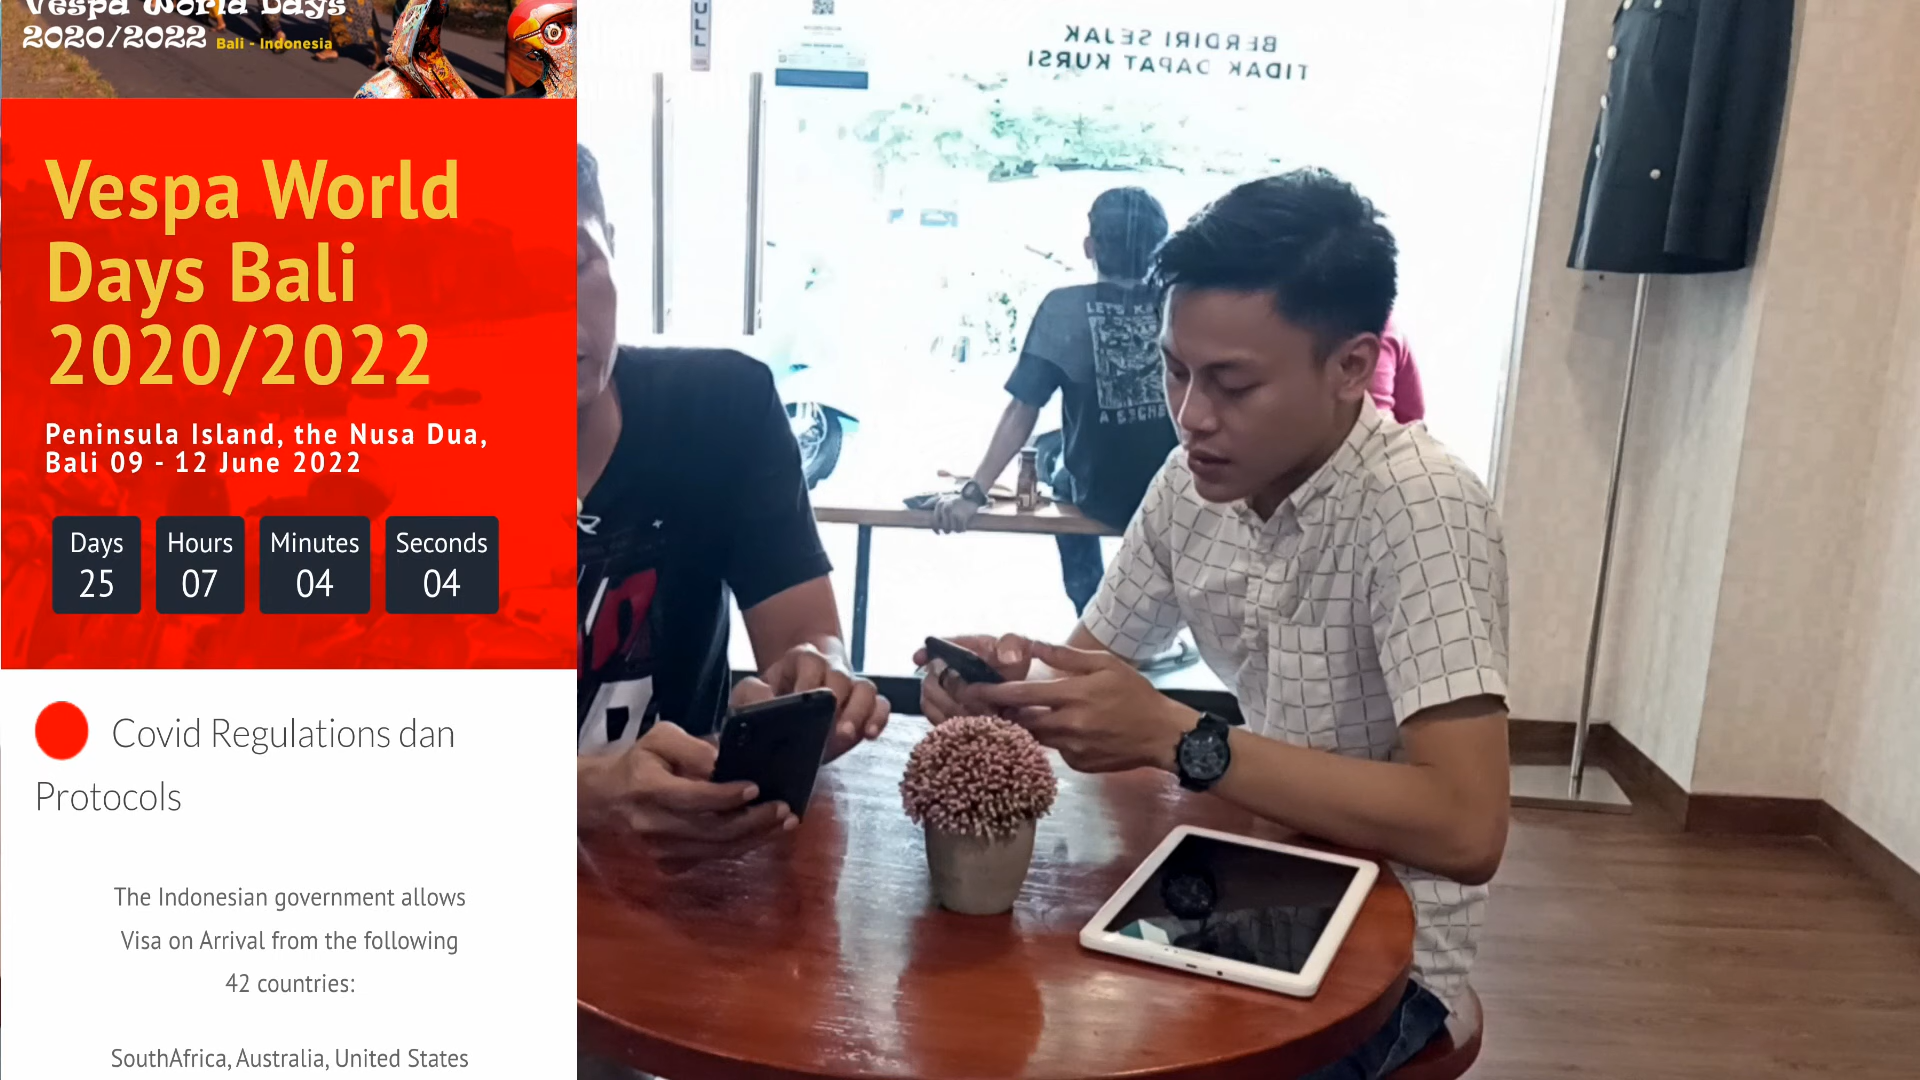 Vespa World Days
2020/2022 Bali - Indonesia
Vespa World
Days Bali
2020/2022
Peninsula Island, the Nusa Dua,
Bali 09 - 12 June 2022
Days
25
Hours
07
Minutes
04
Seconds
04
Covid Regulations dan
Protocols
The Indonesian government allows
Visa on Arrival from the following
42 countries:
SouthAfrica, Australia, United States
BERDIRI SEJAK
TIDAK DAPAT KURSI
LET'S